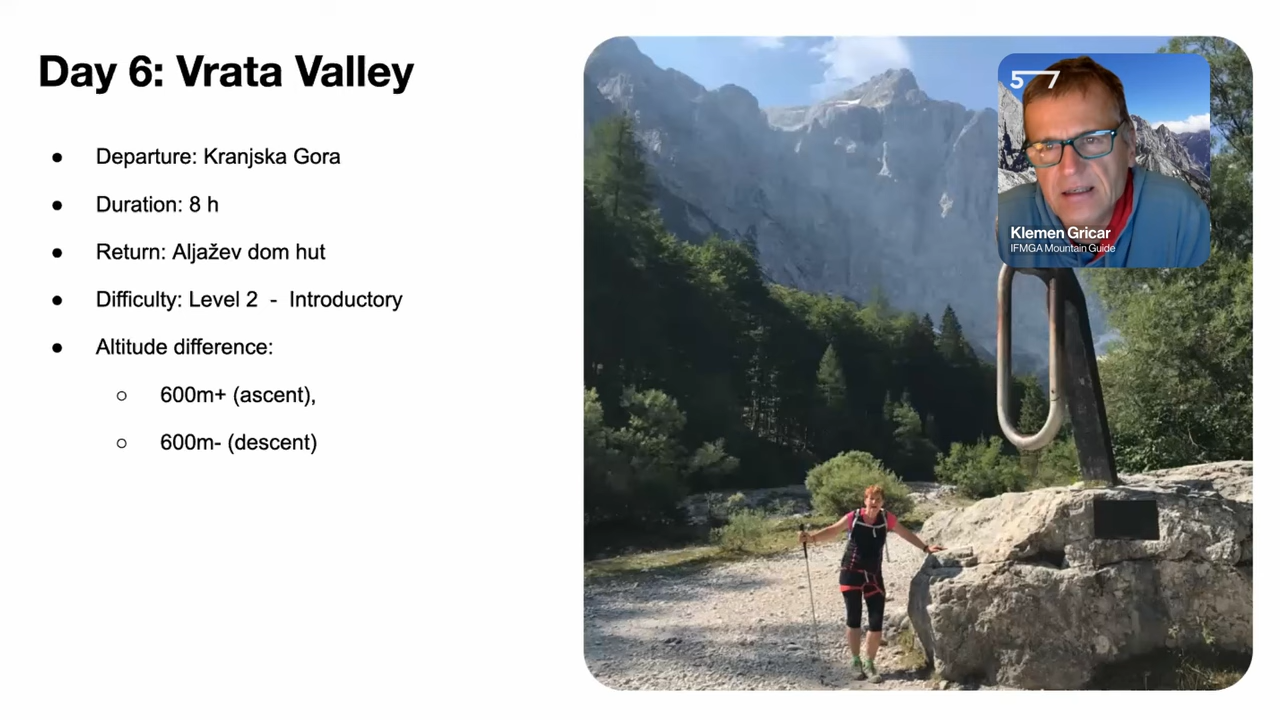 Day 6: Vrata Valley
● Departure: Kranjska Gora
● Duration: 8 h
● Return: Aljažev dom hut
● Difficulty: Level 2 - Introductory
● Altitude difference:
○ 600m+ (ascent),
○ 600m- (descent)
57
Klemen Gricar
IFMGA Mountain Guide